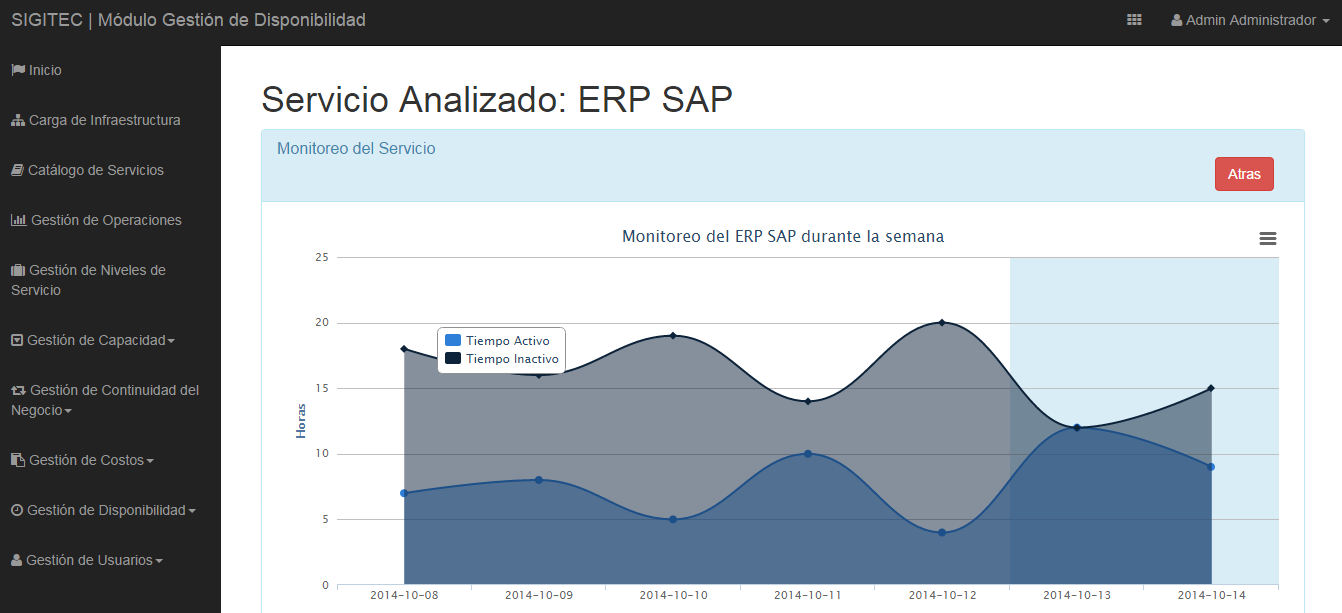 SIGITEC | Módulo Gestión de Disponibilidad
Admin Administrador
Inicio
Carga de Infraestructura
Catálogo de Servicios
Gestión de Operaciones
Gestión de Niveles de
Servicio
Gestión de Capacidad
Gestión de Continuidad del
Negocio
Gestión de Costos
Gestión de Disponibilidad
Gestión de Usuarios
Servicio Analizado: ERP SAP
Monitoreo del Servicio
Atras
Monitoreo del ERP SAP durante la semana
Horas
25
20
15
10
5
0
Tiempo Activo
Tiempo Inactivo
2014-10-08
2014-10-09
2014-10-10
2014-10-11
2014-10-12
2014-10-13
2014-10-14